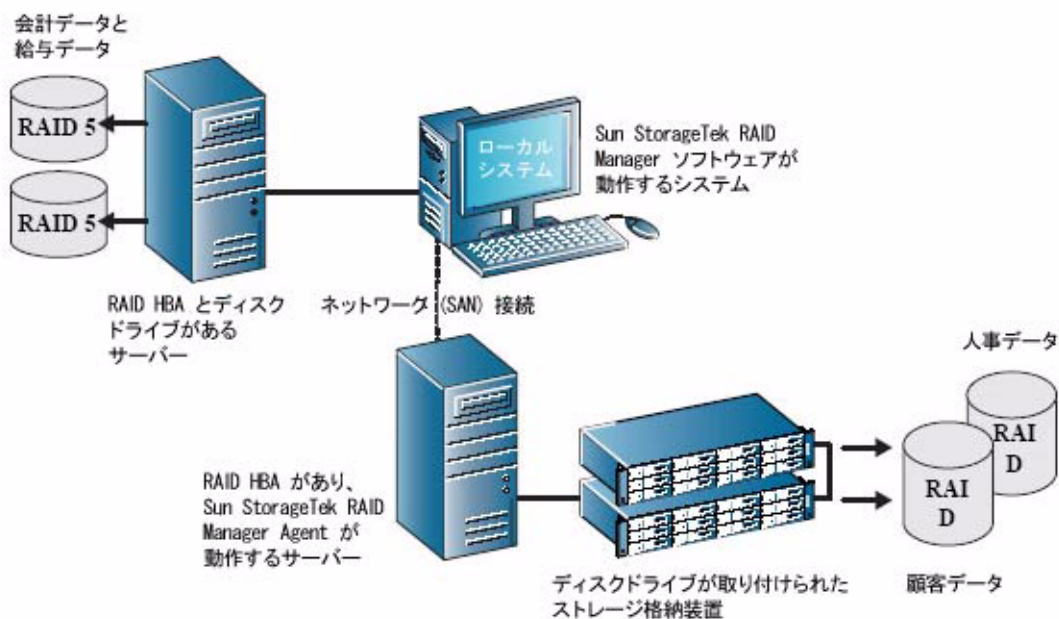 会計データと
給与データ
RAID 5
RAID 5
ローカル
システム
Sun StorageTek RAID
Manager ソフトウェアが
動作するシステム
RAID HBA とディスク
ドライブがある
サーバー
ネットワーク (SAN) 接続
人事データ
RAI
D
RAI
D
RAID HBA があり、
Sun StorageTek RAID
Manager Agent が
動作するサーバー
ディスクドライブが取り付けられた
ストレージ格納装置
顧客データ